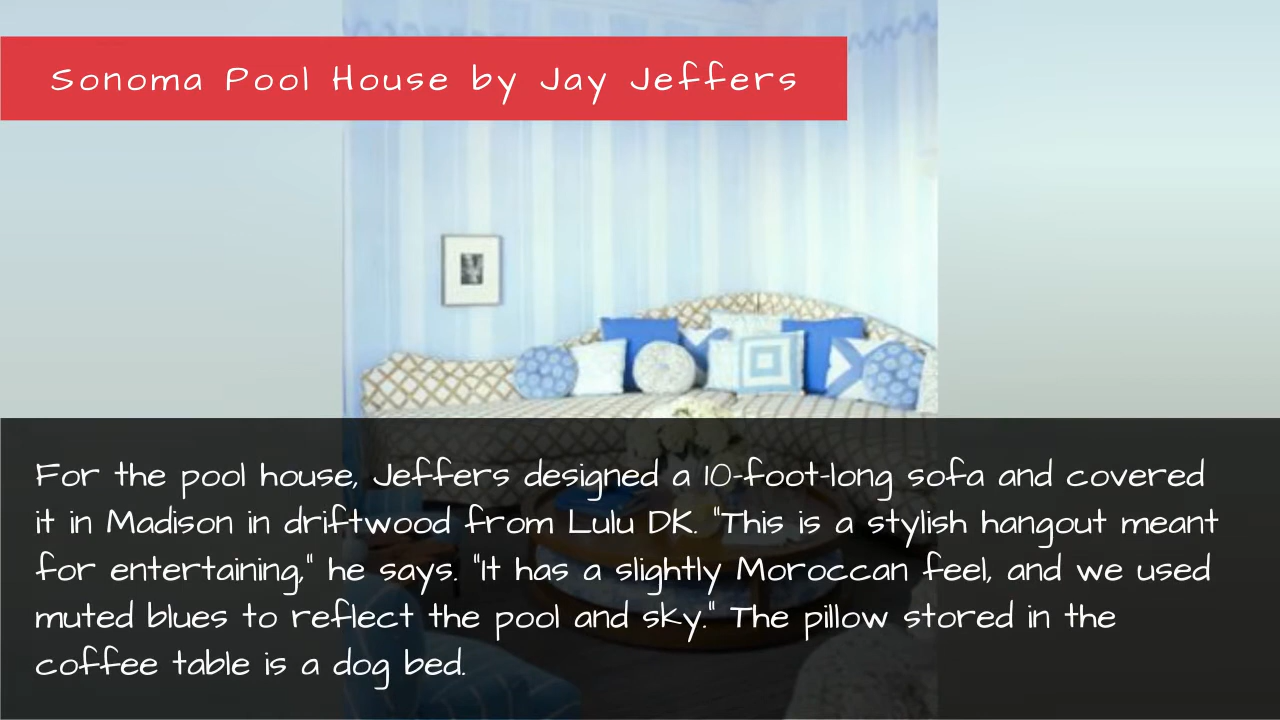 Sonoma Pool House by Jay Jeffers
For the pool house, Jeffers designed a 10-foot-long sofa and covered
it in Madison in driftwood from Lulu DK. "This is a stylish hangout meant
for entertaining," he says. "It has a slightly Moroccan feel, and we used
muted blues to reflect the pool and sky." The pillow stored in the
coffee table is a dog bed.